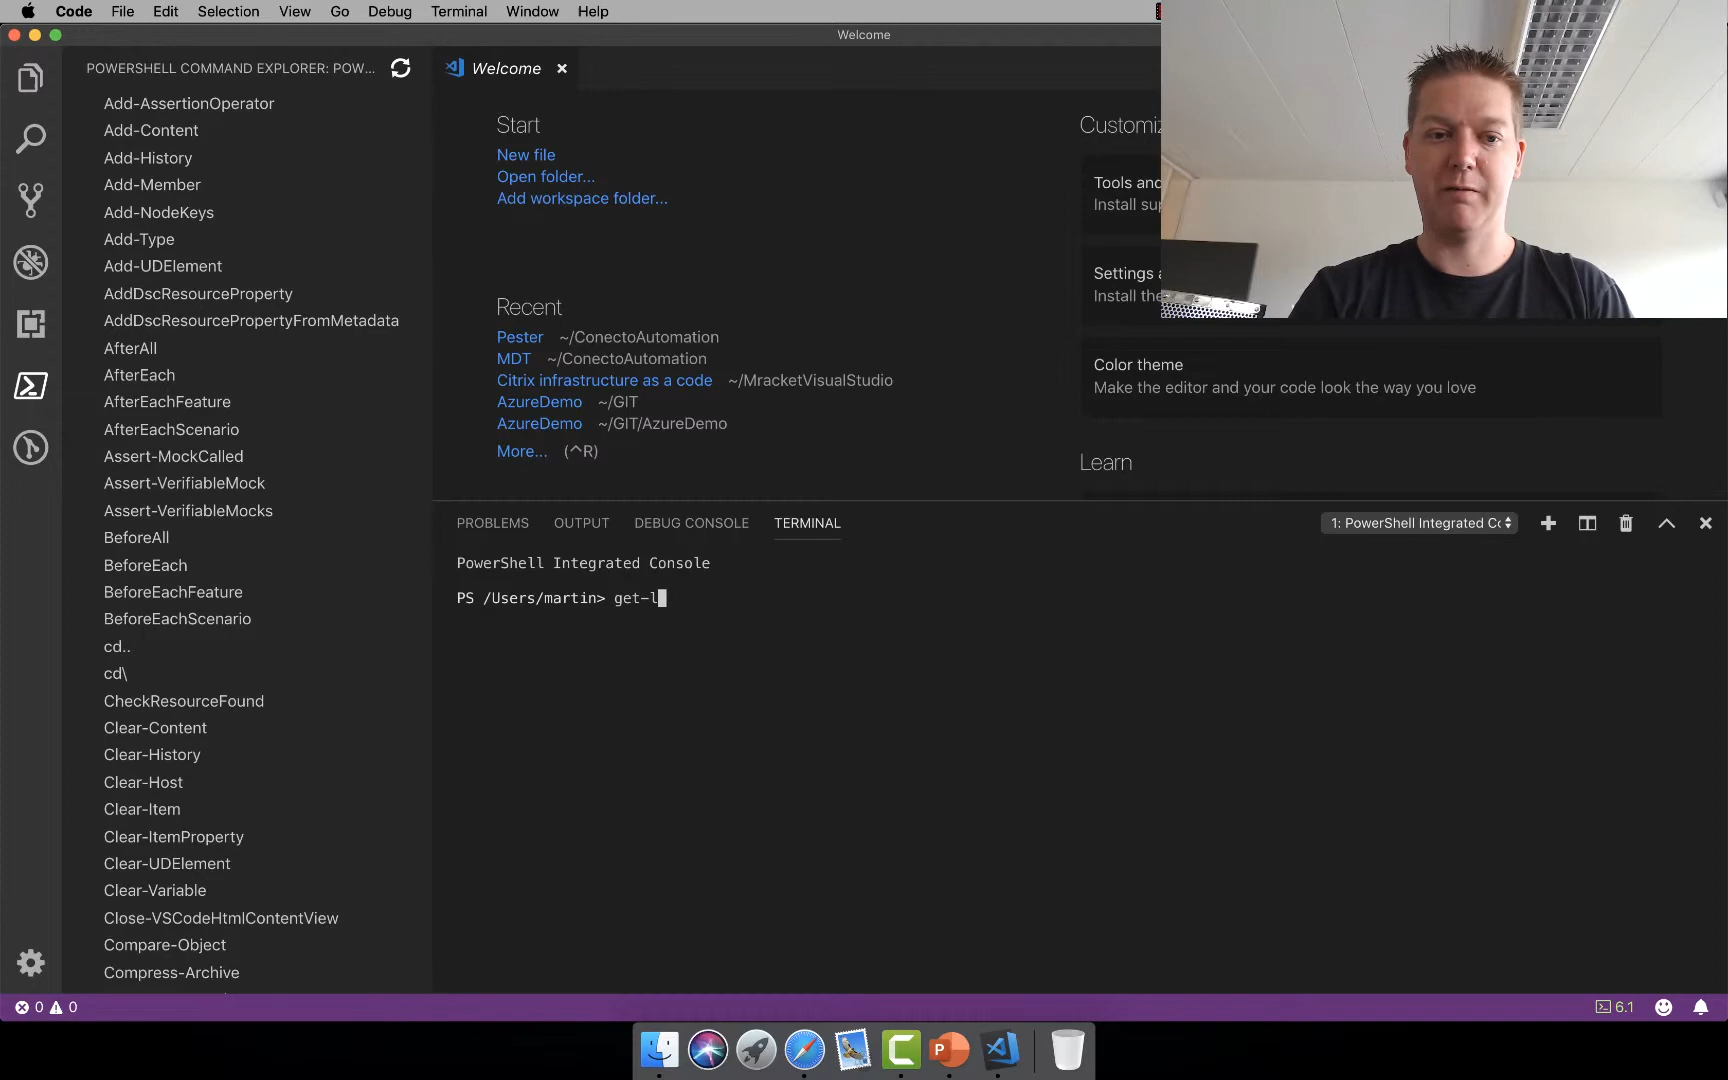 Code File Edit Selection View Go Debug Terminal Window Help
Welcome
POWERSHELL COMMAND EXPLORER: POW...
Add-AssertionOperator
Add-Content
Add-History
Add-Member
Add-NodeKeys
Add-Type
Add-UDElement
AddDscResourceProperty
AddDscResourcePropertyFromMetadata
AfterAll
AfterEach
AfterEachFeature
AfterEachScenario
Assert-MockCalled
Assert-VerifiableMock
Assert-VerifiableMocks
BeforeAll
BeforeEach
BeforeEachFeature
BeforeEachScenario
cd..
cd\
CheckResourceFound
Clear-Content
Clear-History
Clear-Host
Clear-Item
Clear-ItemProperty
Clear-UDElement
Clear-Variable
Close-VSCodeHtmlContentView
Compare-Object
Compress-Archive
Welcome
Start
New file
Open folder...
Add workspace folder...
Recent
Pester ~/ConectoAutomation
MDT ~/ConectoAutomation
Citrix infrastructure as a code ~/MracketVisualStudio
AzureDemo ~/GIT
AzureDemo ~/GIT/AzureDemo
More... (^R)
Customiz
Tools and
Install sup
Settings a
Install the
Color theme
Make the editor and your code look the way you love
Learn
PROBLEMS OUTPUT DEBUG CONSOLE TERMINAL
1: PowerShell Integrated Co
PowerShell Integrated Console
PS /Users/martin> get-l
0 0
6.1
P